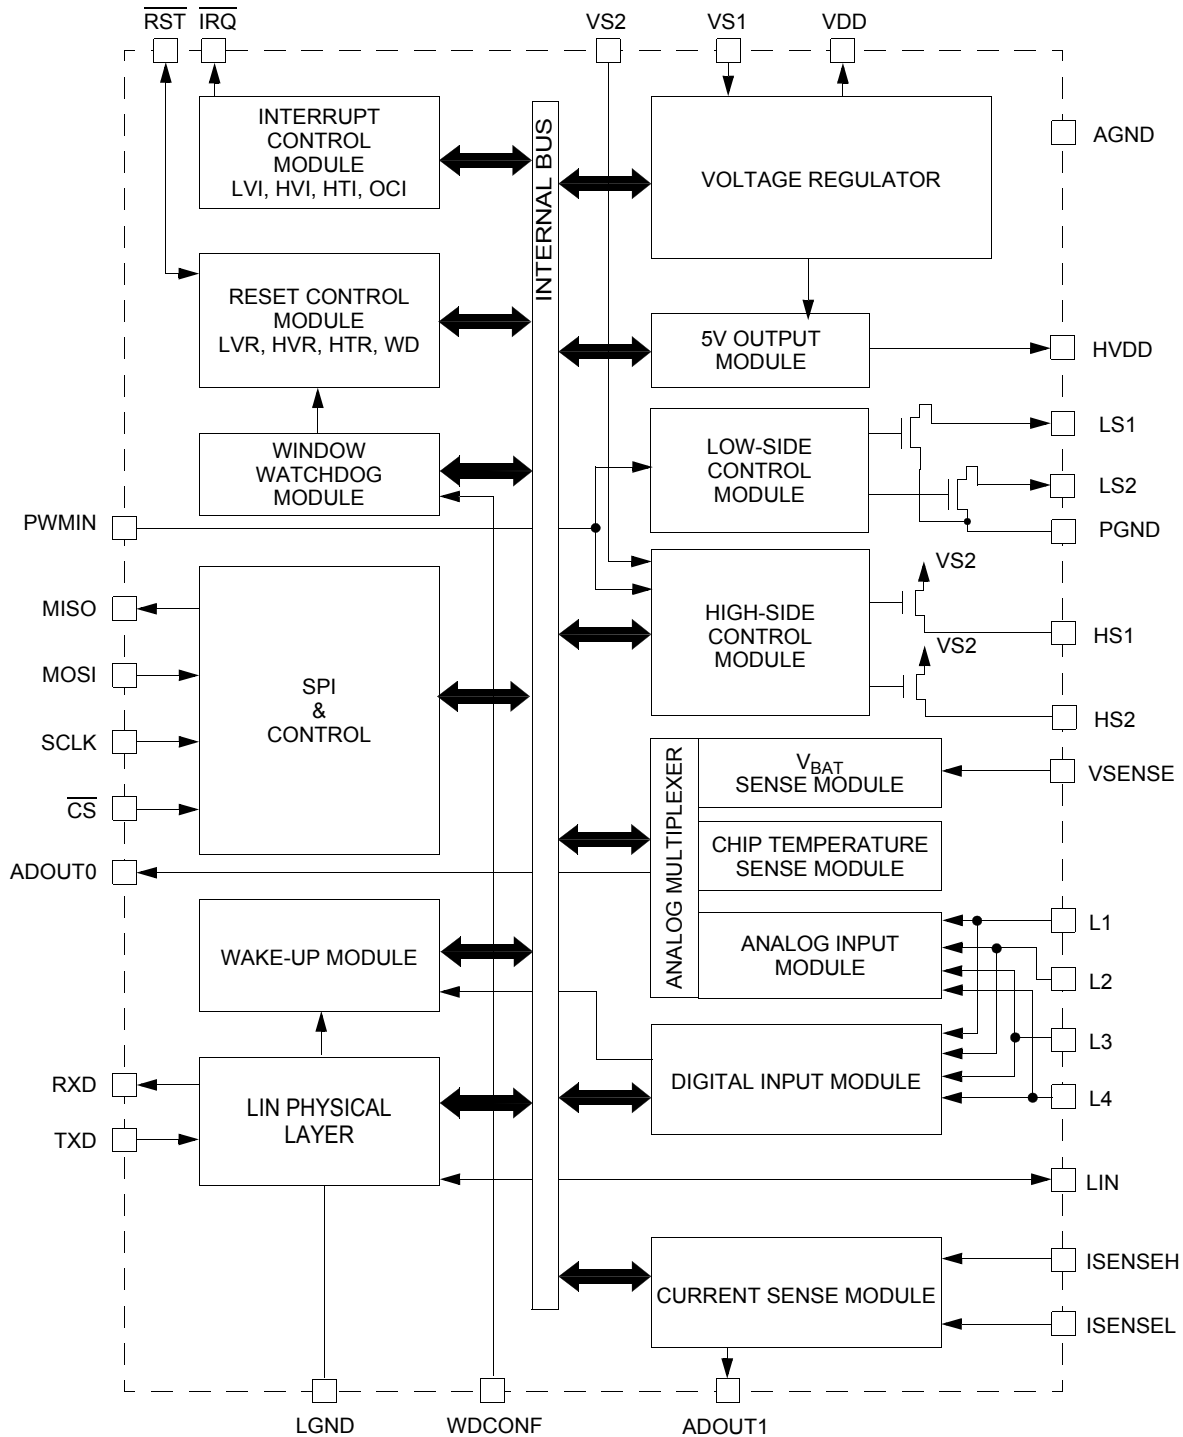 RST IRQ VS2 VS1 VDD
INTERRUPT
CONTROL
MODULE
LVI, HVI, HTI, OCI
INTERNAL BUS
VOLTAGE REGULATOR
AGND
RESET CONTROL
MODULE
LVR, HVR, HTR, WD
5V OUTPUT
MODULE
HVDD
WINDOW
WATCHDOG
MODULE
LOW-SIDE
CONTROL
MODULE
LS1
LS2
PWMIN
PGND
MISO
MOSI
SCLK
CS
SPI
&
CONTROL
HIGH-SIDE
CONTROL
MODULE
VS2
HS1
VS2
HS2
ANALOG MULTIPLEXER
VBAT
SENSE MODULE
VSENSE
CHIP TEMPERATURE
SENSE MODULE
ADOUT0
WAKE-UP MODULE
ANALOG INPUT
MODULE
L1
L2
L3
L4
DIGITAL INPUT MODULE
RXD
TXD
LIN PHYSICAL
LAYER
LIN
CURRENT SENSE MODULE
ISENSEH
ISENSEL
LGND WDCONF ADOUT1